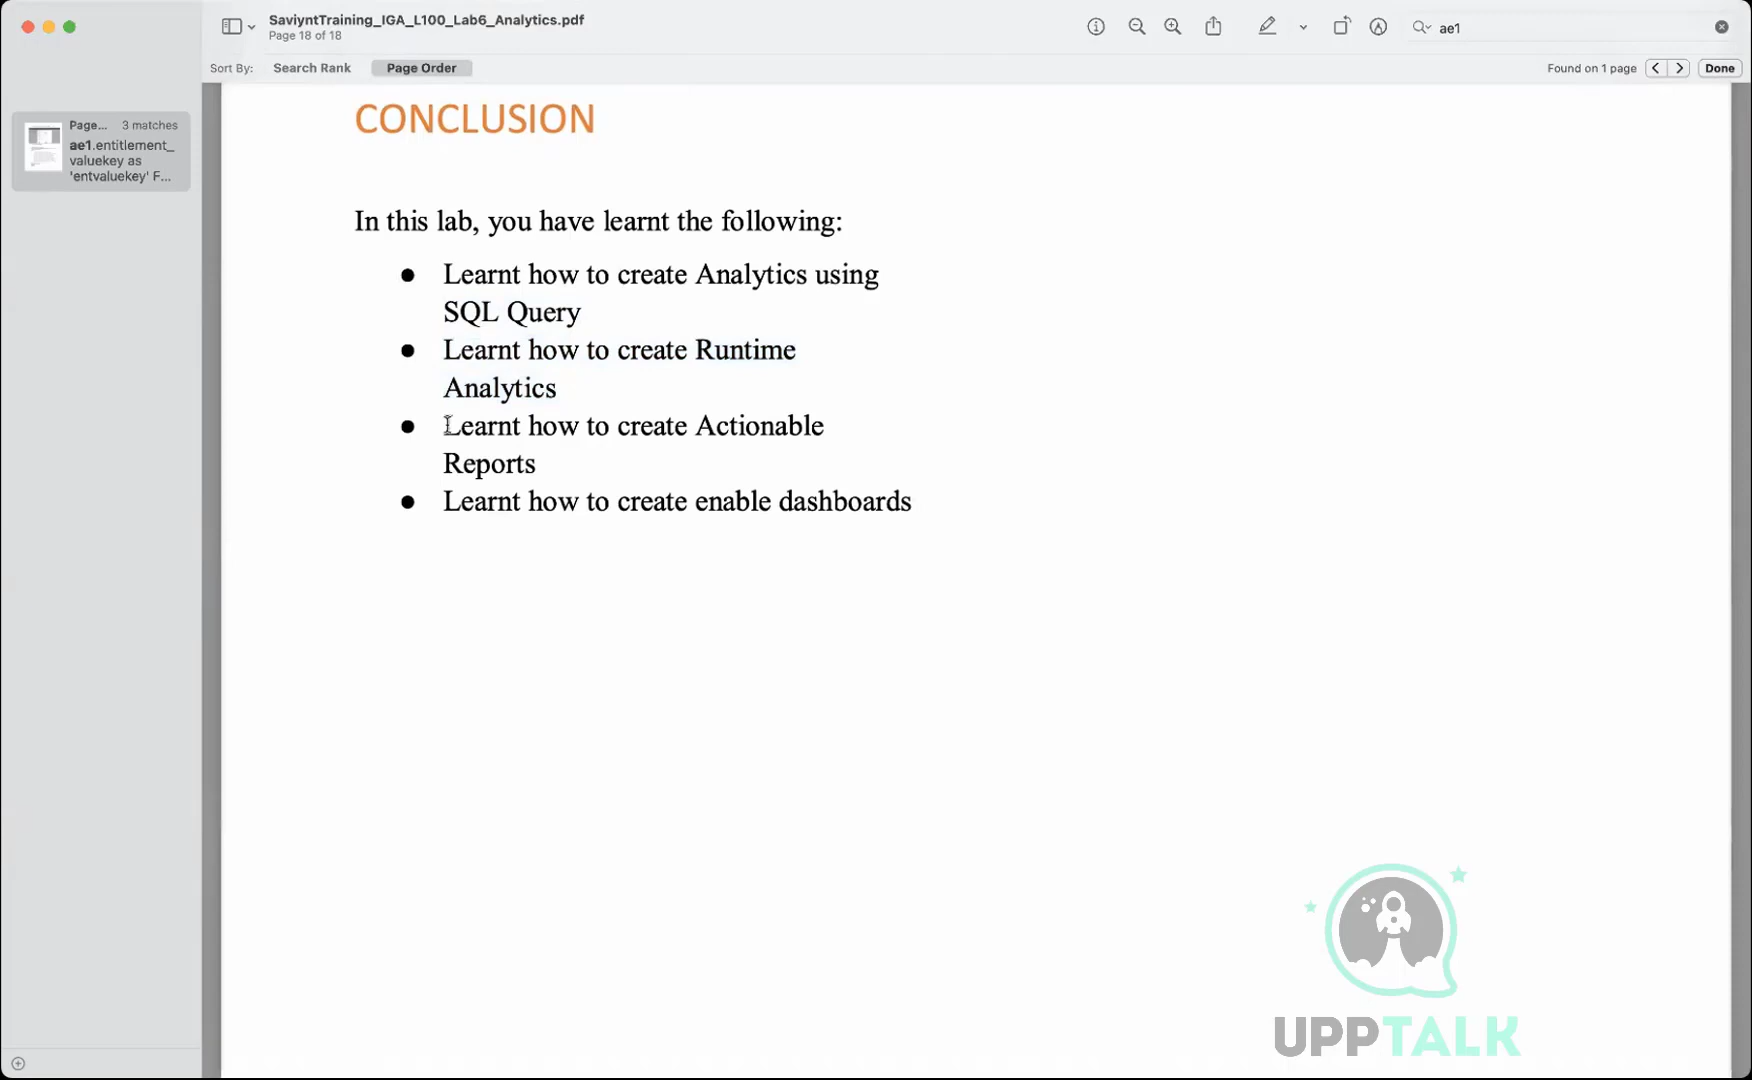 SaviyntTraining_IGA_L100_Lab6_Analytics.pdf
Page 18 of 18
ae1
Sort By: Search Rank Page Order
Found on 1 page Done
Page... 3 matches
ae1.entitlement_
valuekey as
'entvaluekey' F...
CONCLUSION
In this lab, you have learnt the following:
● Learnt how to create Analytics using
SQL Query
● Learnt how to create Runtime
Analytics
● Learnt how to create Actionable
Reports
● Learnt how to create enable dashboards
UPPTALK